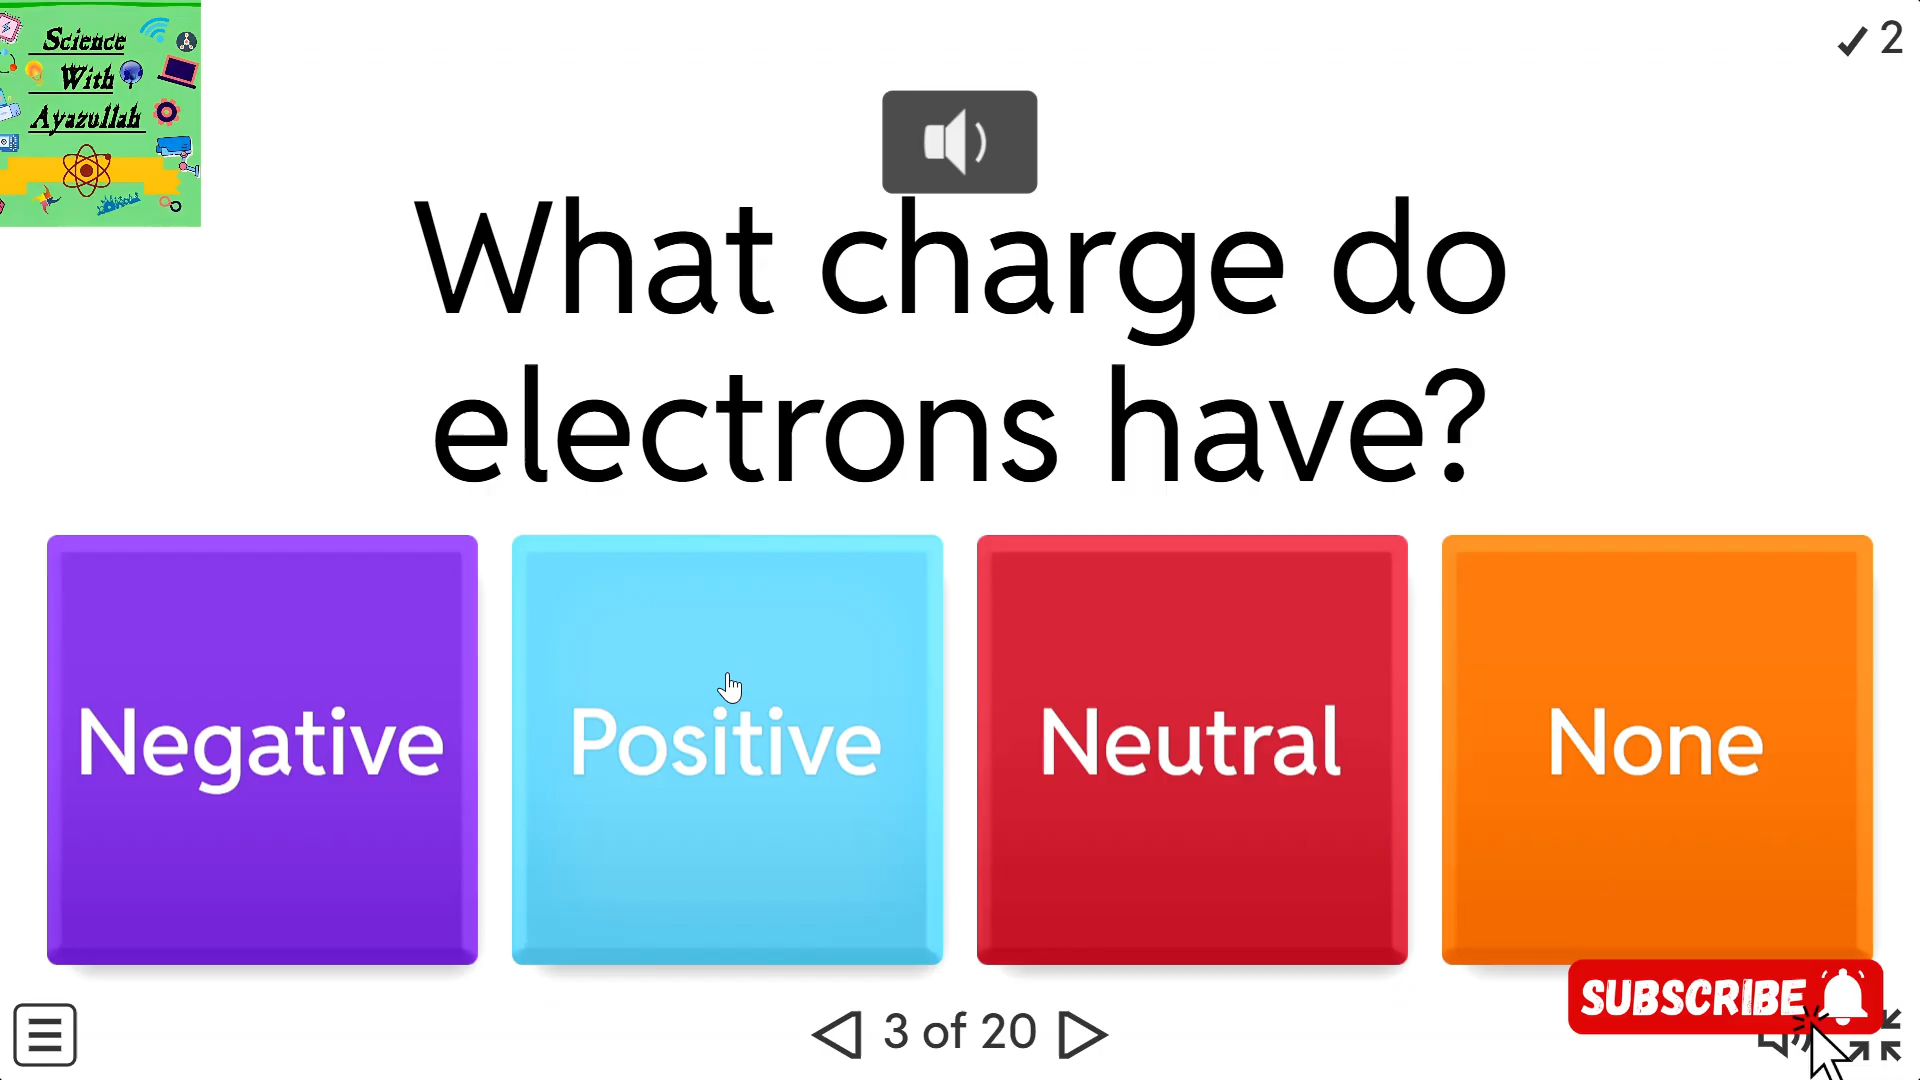 Science
With
Ayazullah
✓ 2
What charge do
electrons have?
Negative
Positive
Neutral
None
SUBSCRIBE
3 of 20